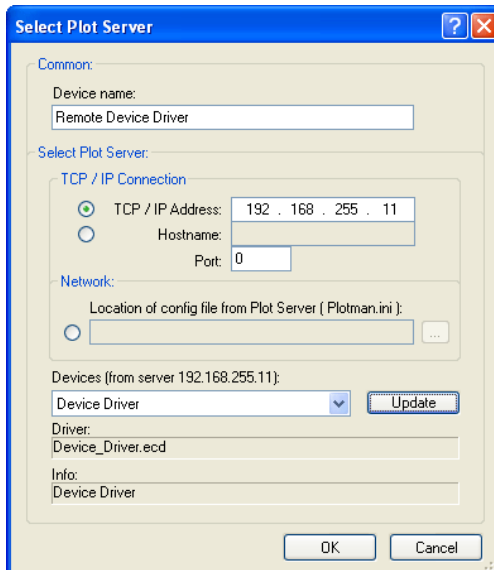 Select Plot Server
Common:
Device name:
Remote Device Driver
Select Plot Server:
TCP / IP Connection
TCP / IP Address: 192 . 168 . 255 . 11
Hostname:
Port: 0
Network:
Location of config file from Plot Server ( Plotman.ini ):
...
Devices (from server 192.168.255.11):
Device Driver Update
Driver:
Device_Driver.ecd
Info:
Device Driver
OK Cancel